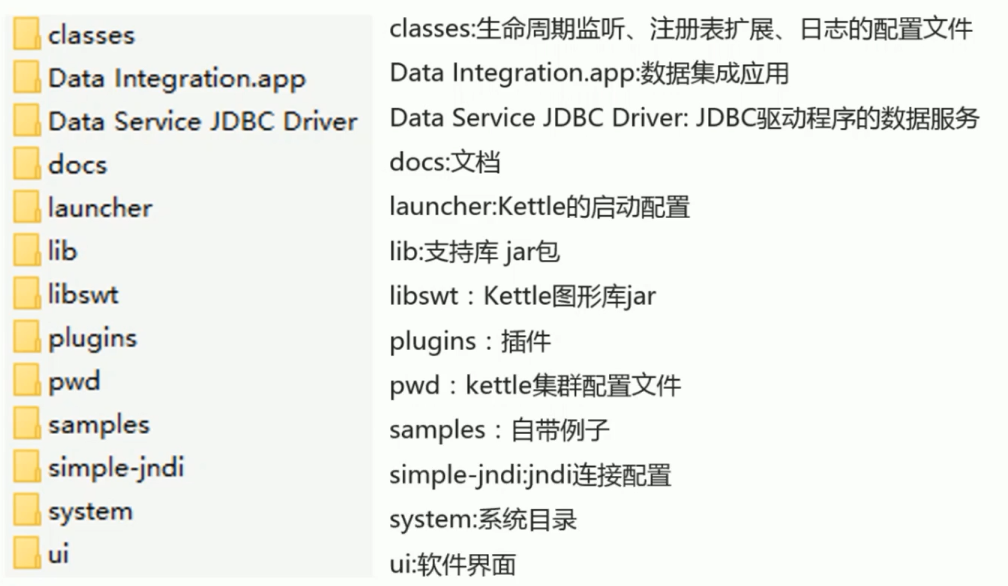 classes
Data Integration.app
Data Service JDBC Driver
docs
launcher
lib
libswt
plugins
pwd
samples
simple-jndi
system
ui
classes:生命周期监听、注册表扩展、日志的配置文件
Data Integration.app:数据集成应用
Data Service JDBC Driver: JDBC驱动程序的数据服务
docs:文档
launcher:Kettle的启动配置
lib:支持库 jar包
libswt：Kettle图形库jar
plugins：插件
pwd：kettle集群配置文件
samples：自带例子
simple-jndi:jndi连接配置
system:系统目录
ui:软件界面